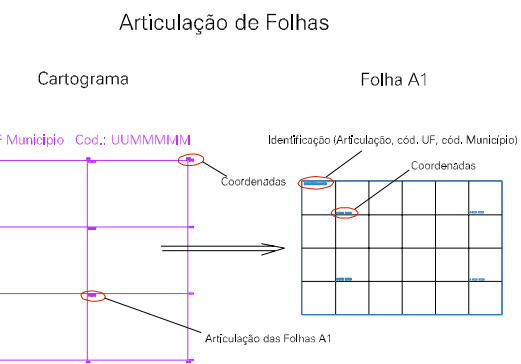 Articulação de Folhas
Cartograma
Folha A1
F Municipio Cod.: UUMMMMM
Identificação (Articulação, cód. UF, cód. Município)
Coordenadas
Coordenadas
Articulação das Folhas A1